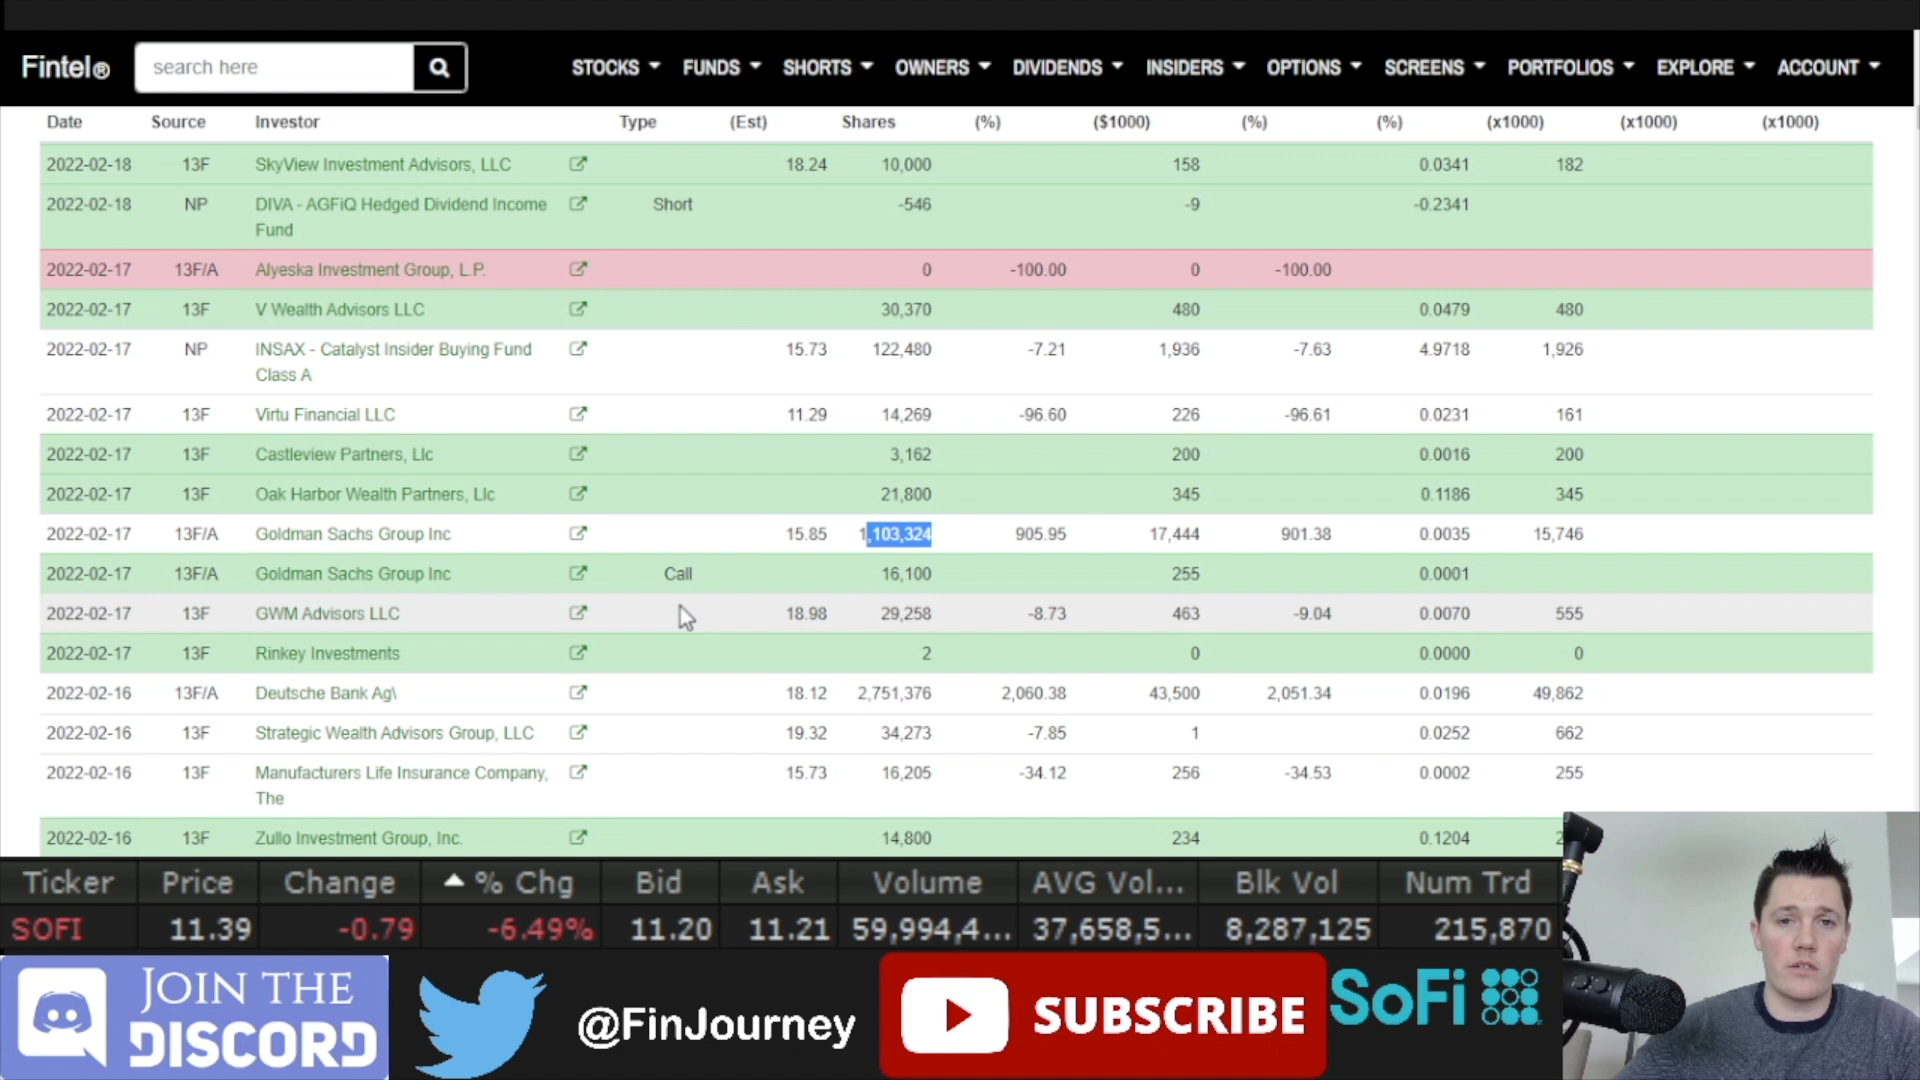 Fintel® search here STOCKS FUNDS SHORTS OWNERS DIVIDENDS INSIDERS OPTIONS SCREENS PORTFOLIOS EXPLORE ACCOUNT
Date Source Investor Type (Est) Shares (%) ($1000) (%) (%) (x1000) (x1000) (x1000)
2022-02-18 13F SkyView Investment Advisors, LLC 18.24 10,000 158 0.0341 182
2022-02-18 NP DIVA - AGFiQ Hedged Dividend Income Short -546 -9 -0.2341
Fund
2022-02-17 13F/A Alyeska Investment Group, L.P. 0 -100.00 0 -100.00
2022-02-17 13F V Wealth Advisors LLC 30,370 480 0.0479 480
2022-02-17 NP INSAX - Catalyst Insider Buying Fund 15.73 122,480 -7.21 1,936 -7.63 4.9718 1,926
Class A
2022-02-17 13F Virtu Financial LLC 11.29 14,269 -96.60 226 -96.61 0.0231 161
2022-02-17 13F Castleview Partners, Llc 3,162 200 0.0016 200
2022-02-17 13F Oak Harbor Wealth Partners, Llc 21,800 345 0.1186 345
2022-02-17 13F/A Goldman Sachs Group Inc 15.85 1,103,324 905.95 17,444 901.38 0.0035 15,746
2022-02-17 13F/A Goldman Sachs Group Inc Call 16,100 255 0.0001
2022-02-17 13F GWM Advisors LLC 18.98 29,258 -8.73 463 -9.04 0.0070 555
2022-02-17 13F Rinkey Investments 2 0 0.0000 0
2022-02-16 13F/A Deutsche Bank Ag\ 18.12 2,751,376 2,060.38 43,500 2,051.34 0.0196 49,862
2022-02-16 13F Strategic Wealth Advisors Group, LLC 19.32 34,273 -7.85 1 0.0252 662
2022-02-16 13F Manufacturers Life Insurance Company, 15.73 16,205 -34.12 256 -34.53 0.0002 255
The
2022-02-16 13F Zullo Investment Group, Inc. 14,800 234 0.1204
Ticker Price Change % Chg Bid Ask Volume AVG Vol... Blk Vol Num Trd
SOFI 11.39 -0.79 -6.49% 11.20 11.21 59,994,4... 37,658,5... 8,287,125 215,870
JOIN THE
DISCORD
@FinJourney
SUBSCRIBE
SoFi